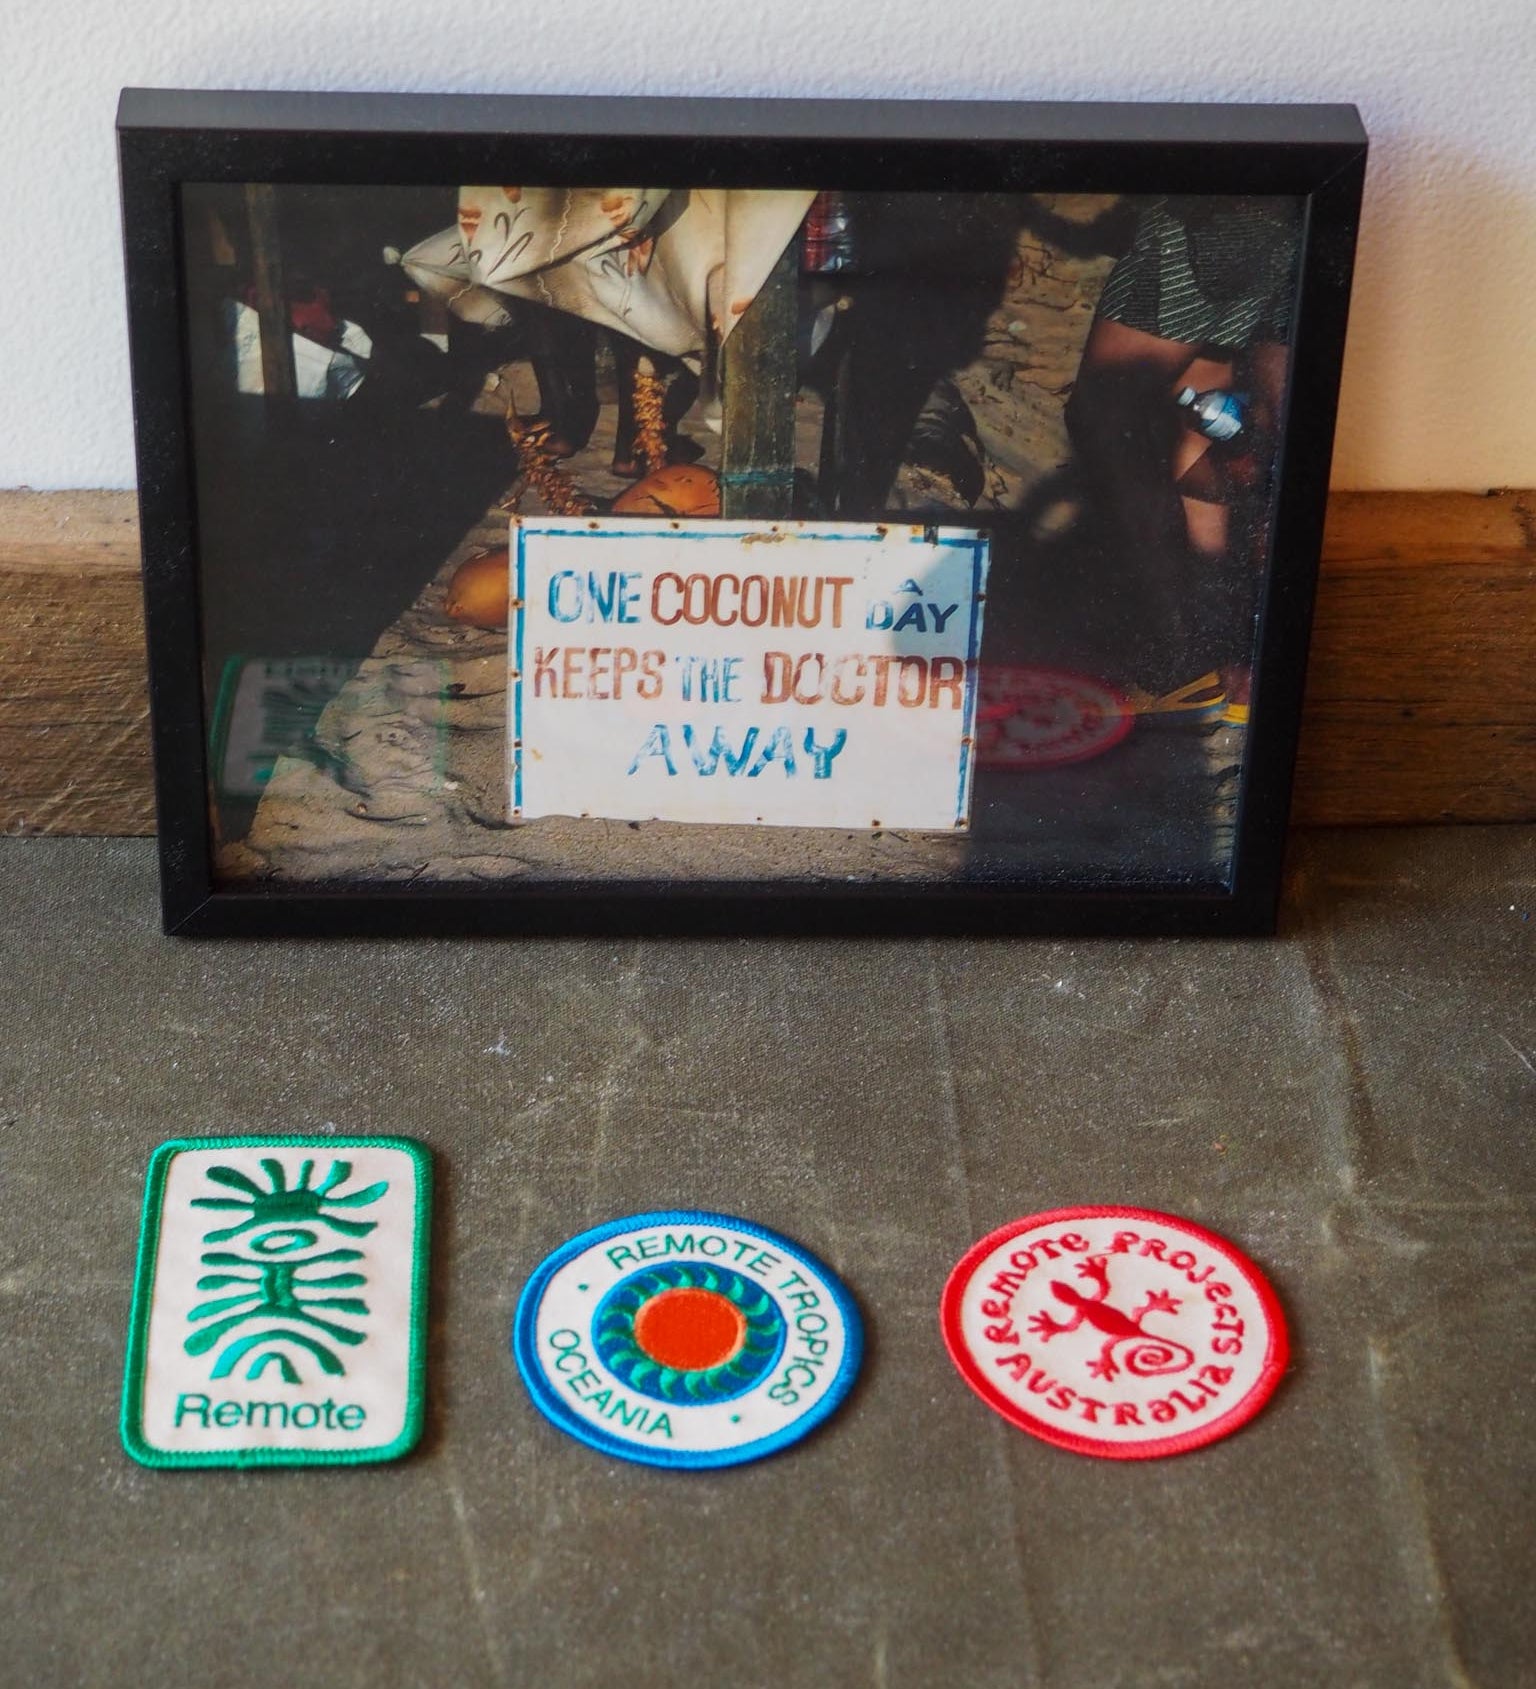 ONE COCONUT A DAY
KEEPS THE DOCTOR
AWAY
Remote
REMOTE TROPICS
OCEANIA
Remote PROJects
AUSTRaLIa